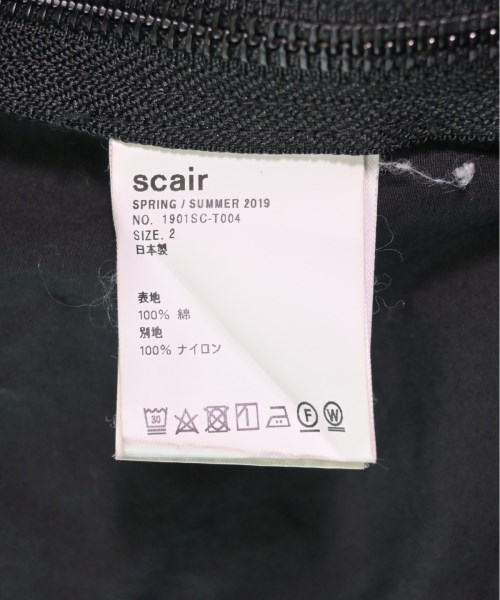 scair
SPRING / SUMMER 2019
NO. 1901SC-T004
SIZE. 2
日本製
表地
100% 綿
別地
100% ナイロン
30 F W